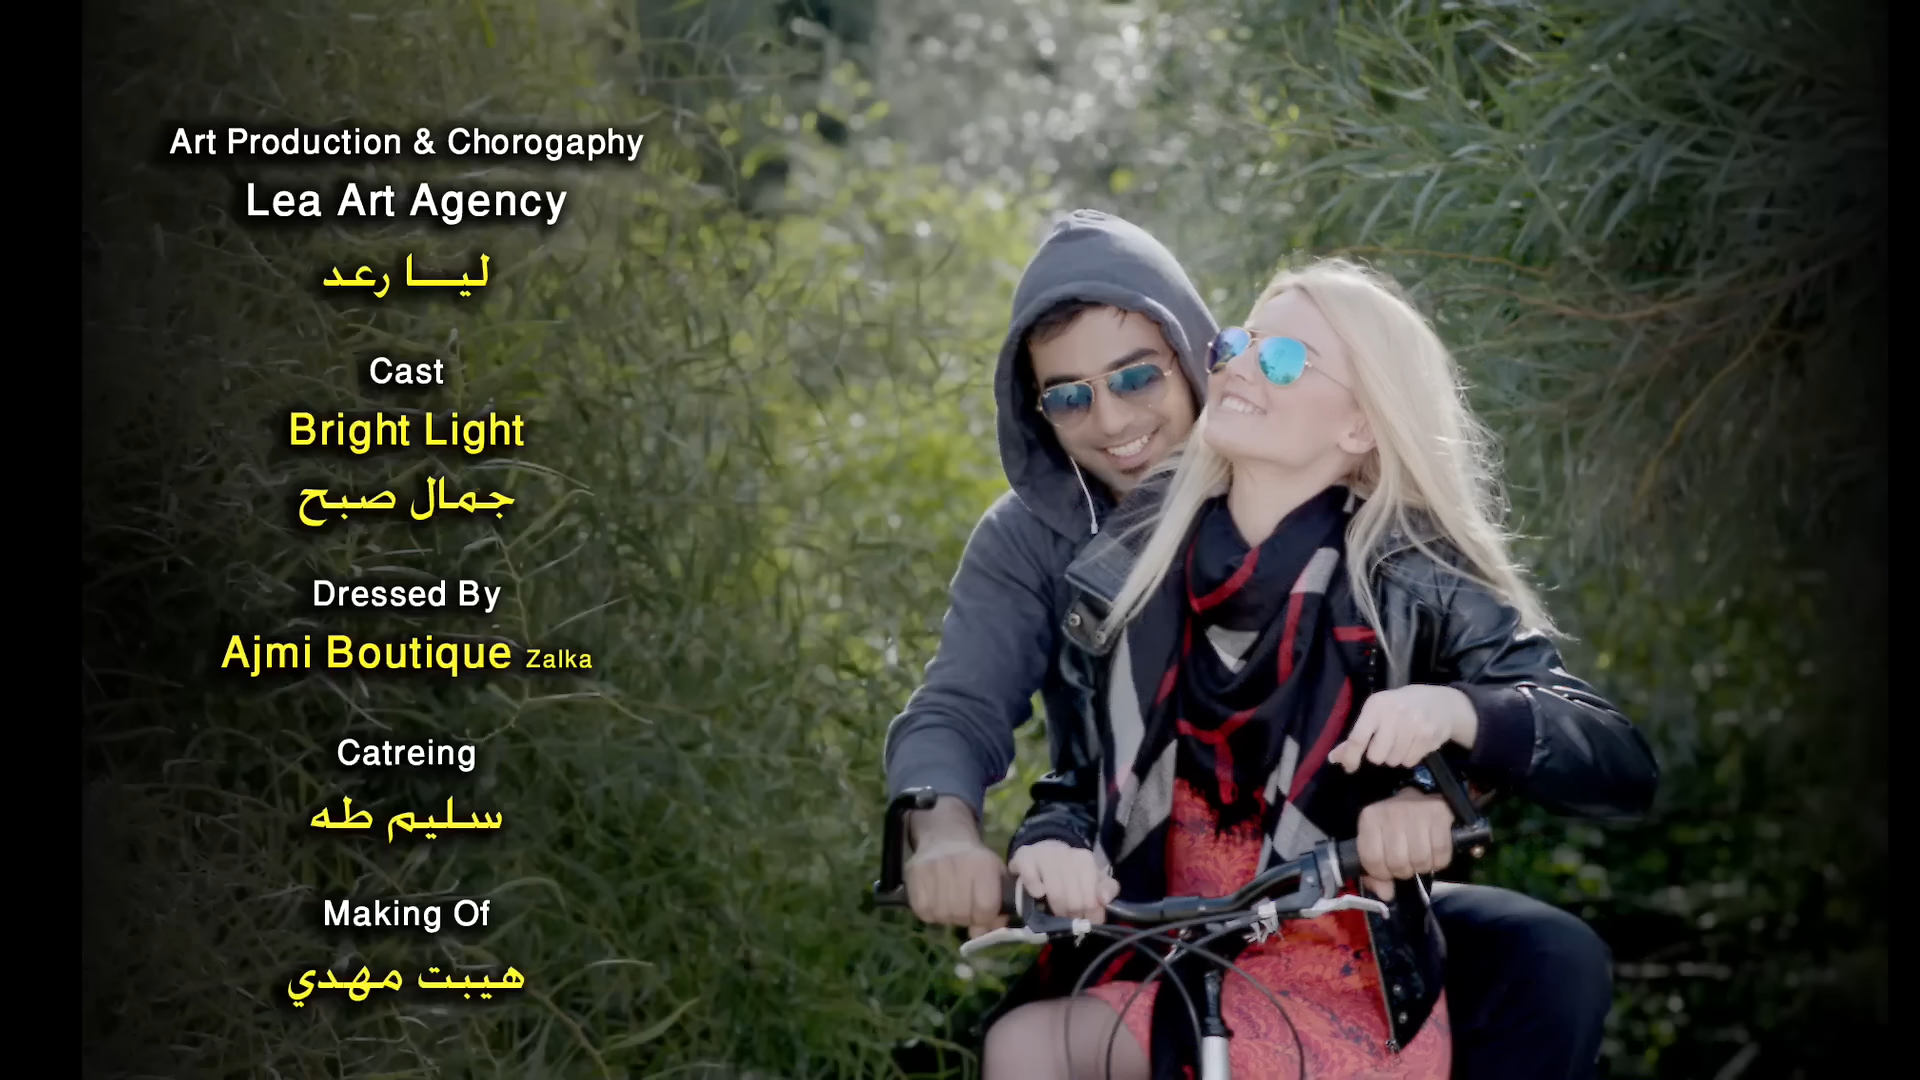 Art Production & Chorogaphy
Lea Art Agency
ليا رعد
Cast
Bright Light
جمال صبح
Dressed By
Ajmi Boutique Zalka
Catreing
سليم طه
Making Of
هيبت مهدي